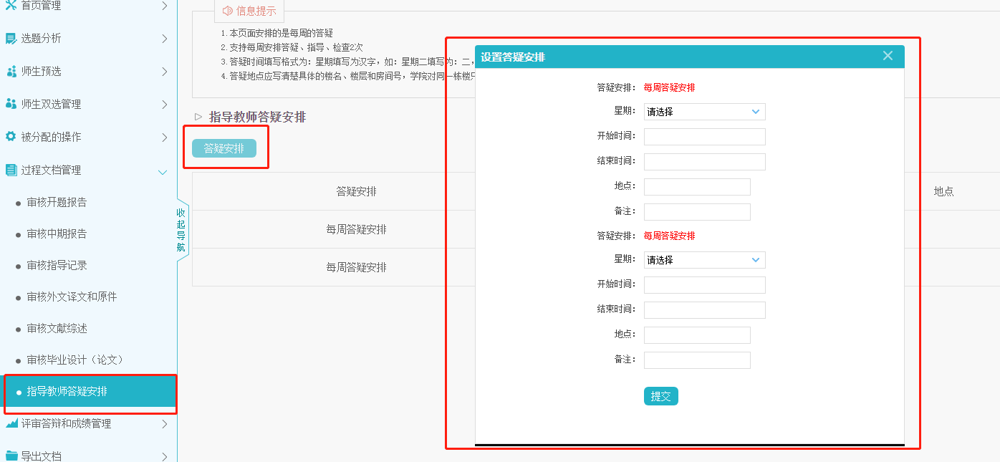 首页管理
选题分析
师生预选
师生双选管理
被分配的操作
过程文档管理
审核开题报告
审核中期报告
审核指导记录
审核外文译文和原件
审核文献综述
审核毕业设计（论文）
指导教师答疑安排
评审答辩和成绩管理
导出文档
收起导航
信息提示
1. 本页面安排的是每周的答疑
2. 支持每周安排答疑、指导、检查2次
3. 答疑时间填写格式为：星期填写为汉字，如：星期二填写为：二，
4. 答疑地点应写清楚具体的楼名、楼层和房间号，学院对同一栋楼
指导教师答疑安排
答疑安排
答疑安排
地点
每周答疑安排
每周答疑安排
设置答疑安排
答疑安排： 每周答疑安排
星期： 请选择
开始时间：
结束时间：
地点：
备注：
答疑安排： 每周答疑安排
星期： 请选择
开始时间：
结束时间：
地点：
备注：
提交